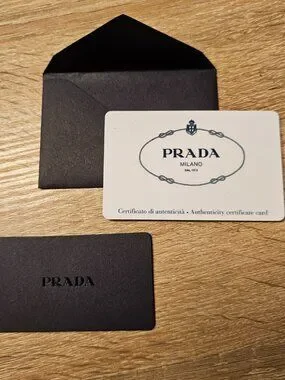 PRADA
MILANO
DAL 1913
Certificato di autenticità • Authenticity certificate card
PRADA